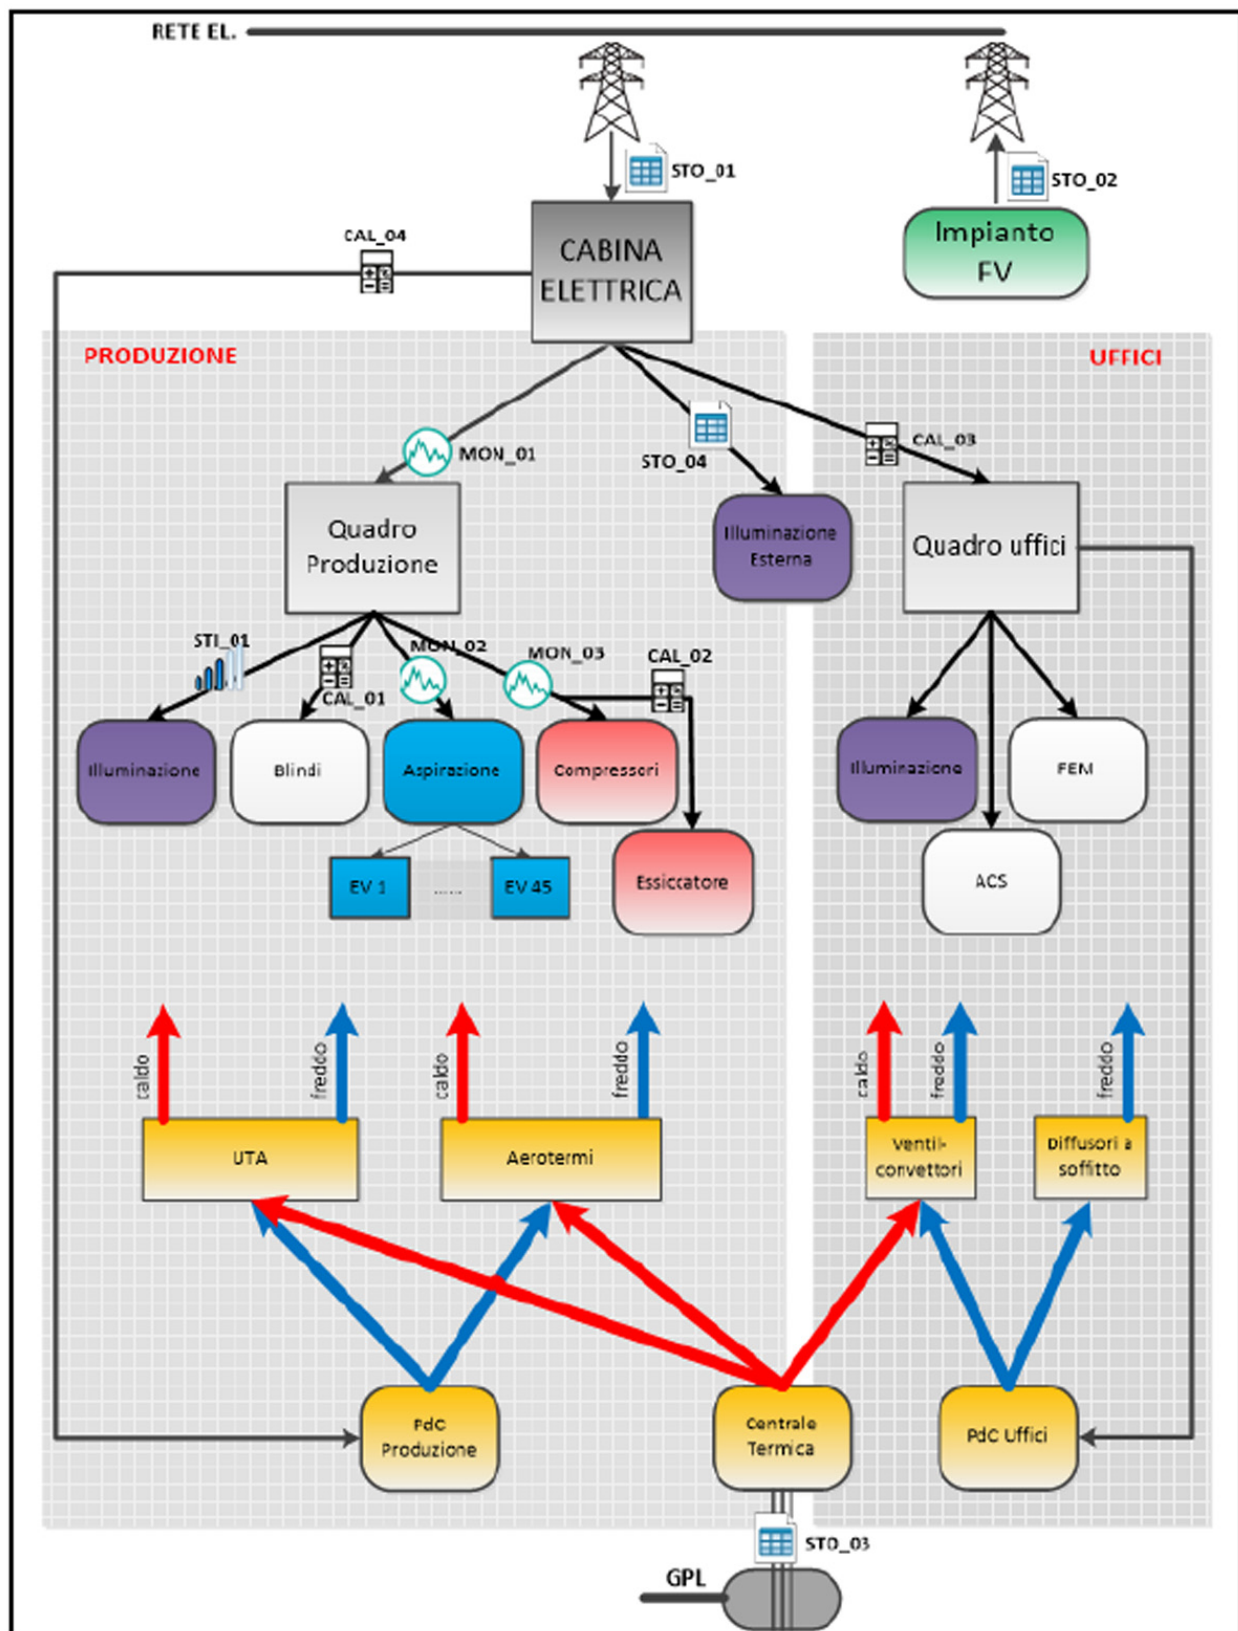 RETE EL.
STO_01
STO_02
Impianto
FV
CAL_04
CABINA
ELETTRICA
PRODUZIONE
UFFICI
MON_01
STO_04
CAL_03
Quadro
Produzione
Illuminazione
Esterna
Quadro uffici
STI_01
CAL_01
MON_02
MON_03
CAL_02
Illuminazione
Blindi
Aspirazione
Compressori
Illuminazione
FEM
EV 1
......
EV 45
Essiccatore
ACS
caldo
freddo
caldo
freddo
caldo
freddo
freddo
UTA
Aerotermi
Ventil-
convettori
Diffusori a
soffitto
PdC
Produzione
Centrale
Termica
PdC Uffici
STO_03
GPL